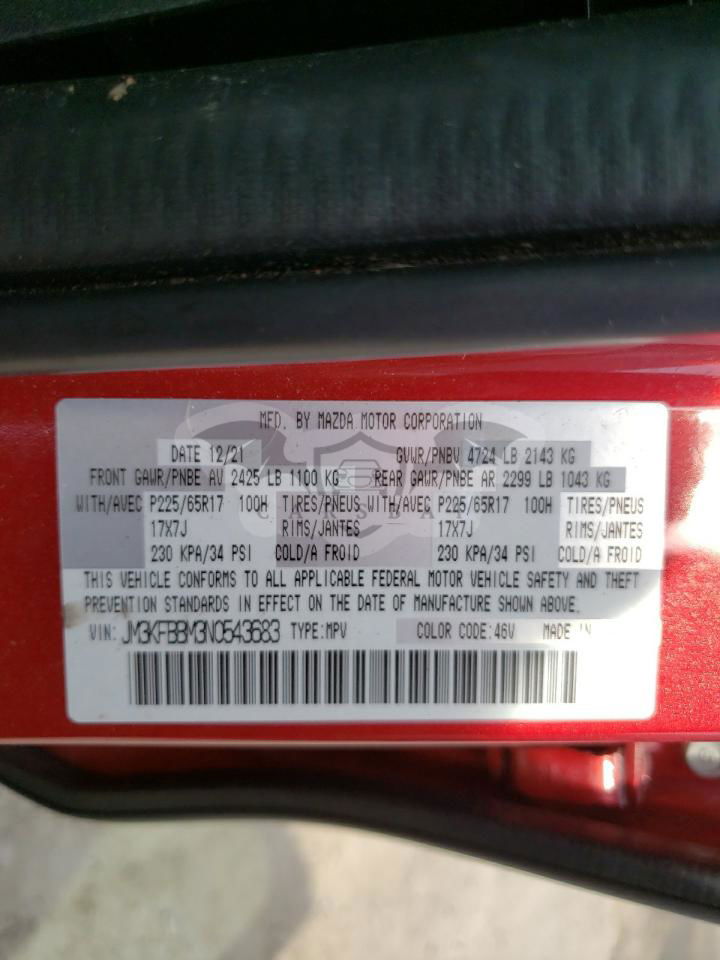 MFD. BY MAZDA MOTOR CORPORATION
DATE 12/21 GVWR/PNBV 4724 LB 2143 KG
FRONT GAWR/PNBE AV 2425 LB 1100 KG REAR GAWR/PNBE AR 2299 LB 1043 KG
WITH/AVEC P225/65R17 100H TIRES/PNEUS WITH/AVEC P225/65R17 100H TIRES/PNEUS
17X7J RIMS/JANTES 17X7J RIMS/JANTES
230 KPA/34 PSI COLD/A FROID 230 KPA/34 PSI COLD/A FROID
THIS VEHICLE CONFORMS TO ALL APPLICABLE FEDERAL MOTOR VEHICLE SAFETY AND THEFT
PREVENTION STANDARDS IN EFFECT ON THE DATE OF MANUFACTURE SHOWN ABOVE.
VIN: JM3KFBBM3N0543683 TYPE:MPV COLOR CODE:46V MADE IN